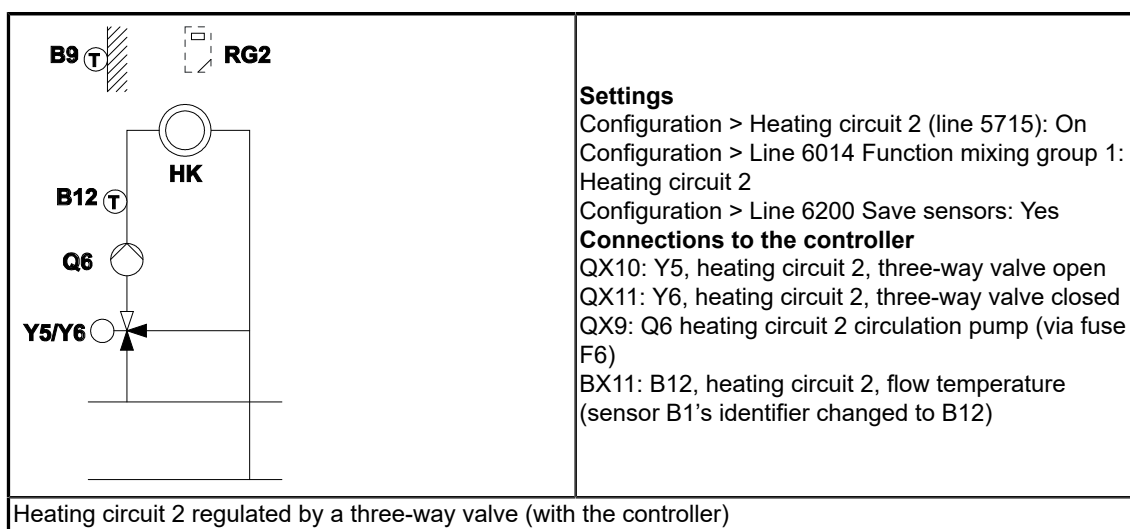 B9
T
RG2
HK
B12
T
Q6
Y5/Y6
Settings
Configuration > Heating circuit 2 (line 5715): On
Configuration > Line 6014 Function mixing group 1:
Heating circuit 2
Configuration > Line 6200 Save sensors: Yes
Connections to the controller
QX10: Y5, heating circuit 2, three-way valve open
QX11: Y6, heating circuit 2, three-way valve closed
QX9: Q6 heating circuit 2 circulation pump (via fuse
F6)
BX11: B12, heating circuit 2, flow temperature
(sensor B1’s identifier changed to B12)
Heating circuit 2 regulated by a three-way valve (with the controller)